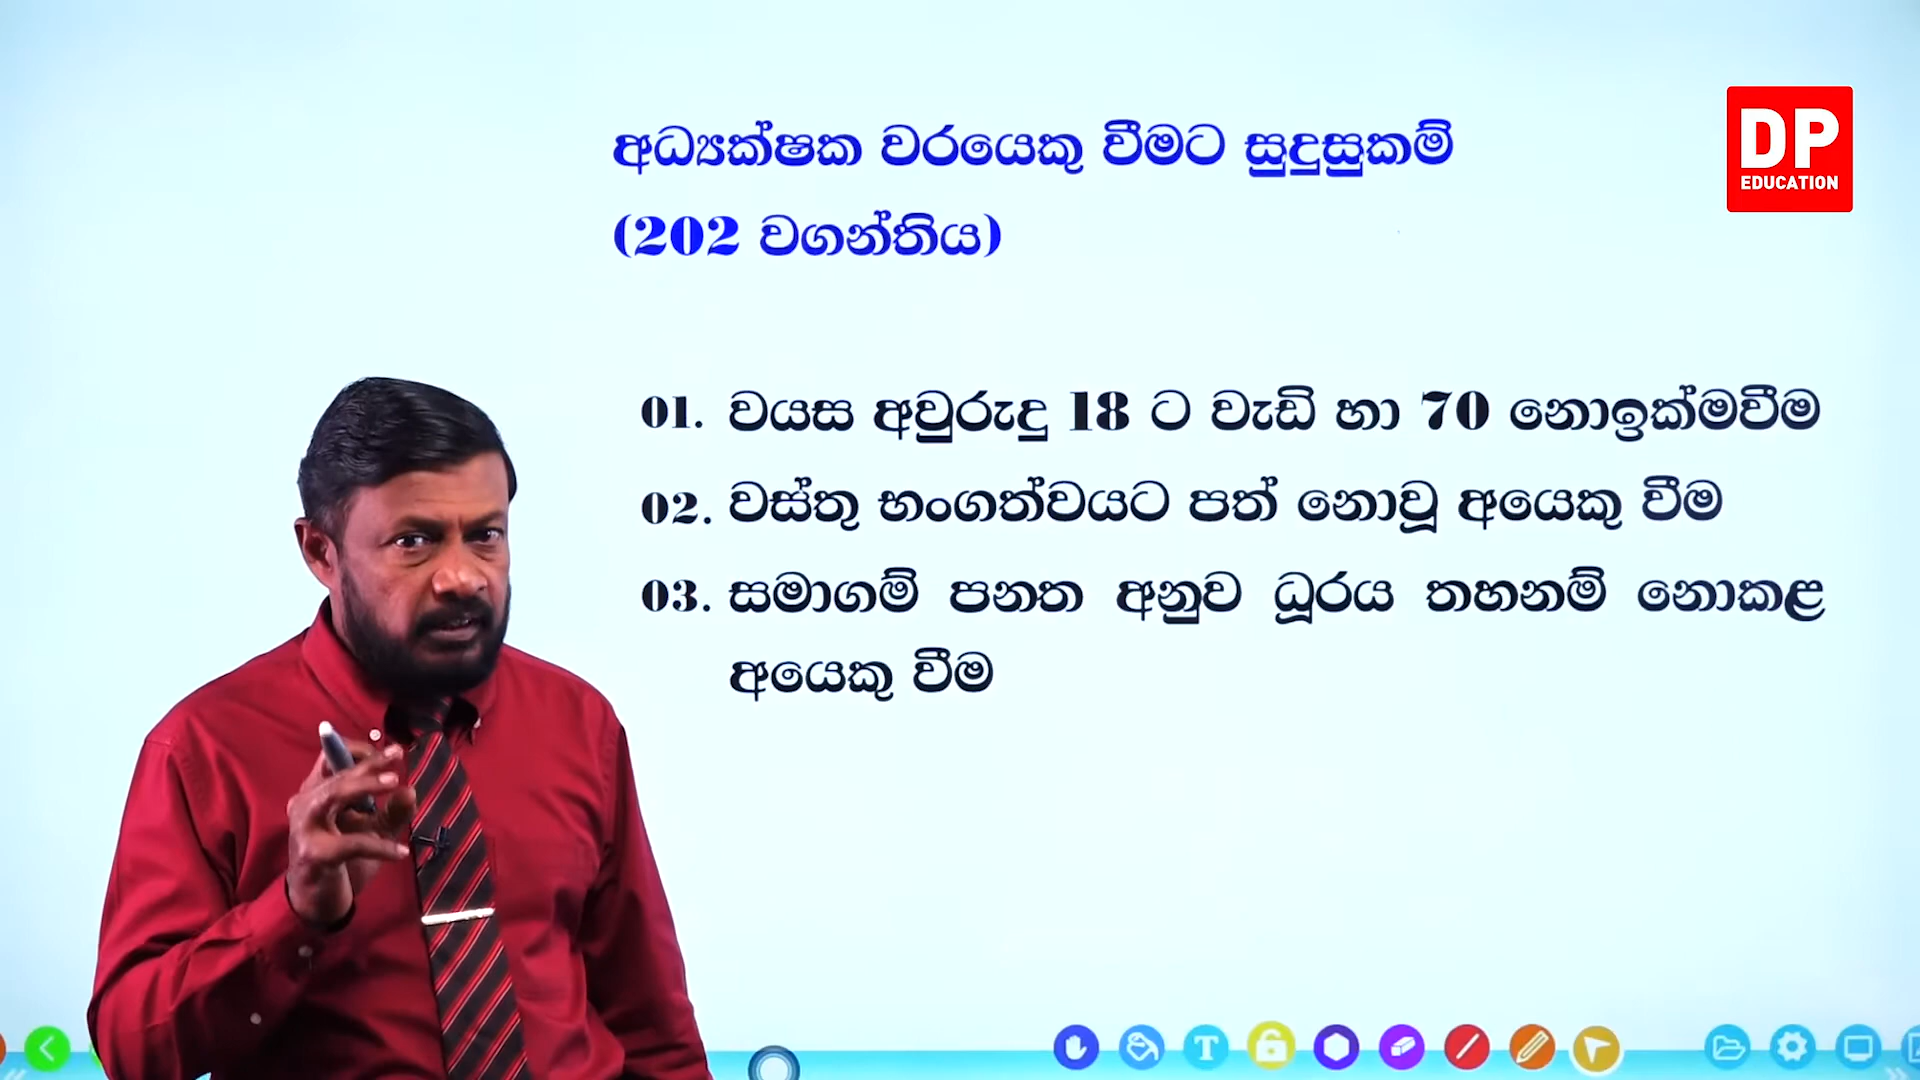 DP
EDUCATION
අධ්‍යක්ෂක වරයෙකු වීමට සුදුසුකම්
(202 වගන්තිය)
01. වයස අවුරුදු 18 ට වැඩි හා 70 නොඉක්මවීම
02. වස්තු භංගත්වයට පත් නොවූ අයෙකු වීම
03. සමාගම් පනත අනුව ධූරය තහනම් නොකළ
අයෙකු වීම